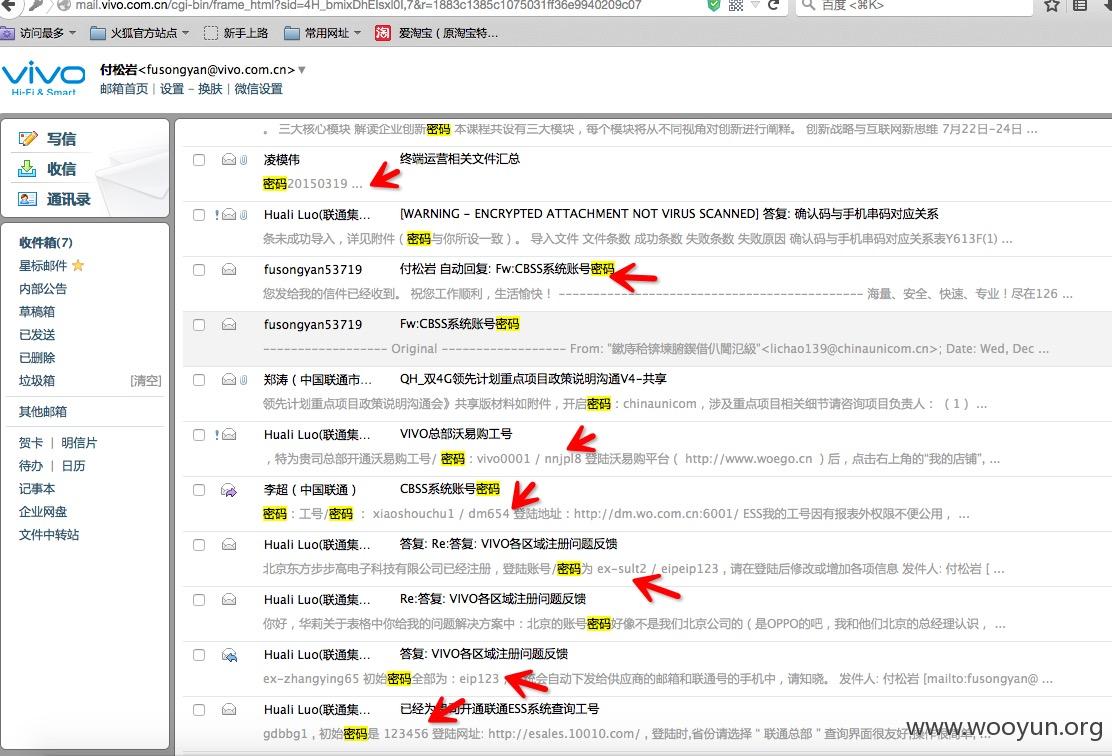 mail.vivo.com.cn/cgi-bin/frame_html?sid=4H_bmixDhElsxl0I,7&r=1883c1385c1075031ff36e9940209c07
百度 <⌘K>
访问最多
火狐官方站点
新手上路
常用网址
淘
爱淘宝（原淘宝特...
vivo
Hi-Fi & Smart
付松岩<fusongyan@vivo.com.cn>
邮箱首页 | 设置 - 换肤 | 微信设置
写信
收信
通讯录
收件箱(7)
星标邮件
内部公告
草稿箱
已发送
已删除
垃圾箱 [清空]
其他邮箱
贺卡 | 明信片
待办 | 日历
记事本
企业网盘
文件中转站
。 三大核心模块 解读企业创新密码 本课程共设有三大模块，每个模块将从不同视角对创新进行阐释。 创新战略与互联网新思维 7月22日-24日 ...
凌模伟 终端运营相关文件汇总
密码20150319 ...
Huali Luo(联通集... [WARNING - ENCRYPTED ATTACHMENT NOT VIRUS SCANNED] 答复: 确认码与手机串码对应关系
条未成功导入，详见附件（密码与你所设一致）。 导入文件 文件条数 成功条数 失败条数 失败原因 确认码与手机串码对应关系表Y613F(1) ...
fusongyan53719 付松岩 自动回复: Fw:CBSS系统账号密码
您发给我的信件已经收到。 祝您工作顺利，生活愉快！ ------------------------------------------ 海量、安全、快速、专业！尽在126 ...
fusongyan53719 Fw:CBSS系统账号密码
------------------ Original ------------------ From: "<lichao139@chinaunicom.cn>; Date: Wed, Dec ...
郑涛（中国联通市... QH_双4G领先计划重点项目政策说明沟通V4-共享
领先计划重点项目政策说明沟通会》共享版材料如附件，开启密码：chinaunicom，涉及重点项目相关细节请咨询项目负责人：（1） ...
Huali Luo(联通集... VIVO总部沃易购工号
，特为贵司总部开通沃易购工号/ 密码：vivo0001 / nnjpl8 登陆沃易购平台（ http://www.woego.cn ）后，点击右上角的“我的店铺”, ...
李超（中国联通） CBSS系统账号密码
密码：工号/密码 ： xiaoshouchu1 / dm654 登陆地址：http://dm.wo.com.cn:6001/ ESS我的工号因有报表外权限不便公用， ...
Huali Luo(联通集... 答复: Re:答复: VIVO各区域注册问题反馈
北京东方步步高电子科技有限公司已经注册，登陆账号/密码为 ex-sult2 / eipeip123，请在登陆后修改或增加各项信息 发件人: 付松岩 [ ...
Huali Luo(联通集... Re:答复: VIVO各区域注册问题反馈
你好，华莉关于表格中你给我的问题解决方案中：北京的账号密码好像不是我们北京公司的（是OPPO的吧，我和他们北京的总经理认识， ...
Huali Luo(联通集... 答复: VIVO各区域注册问题反馈
ex-zhangying65 初始密码全部为：eip123 统会自动下发给供应商的邮箱和联通号的手机中，请知晓。 发件人: 付松岩 [mailto:fusongyan@ ...
Huali Luo(联通集... 已经为贵司开通联通ESS系统查询工号
gdbbg1，初始密码是 123456 登陆网址: http://esales.10010.com/，登陆时,省份请选择＂联通总部＂查询界面很友好,操作很简单, ...
www.wooyun.org